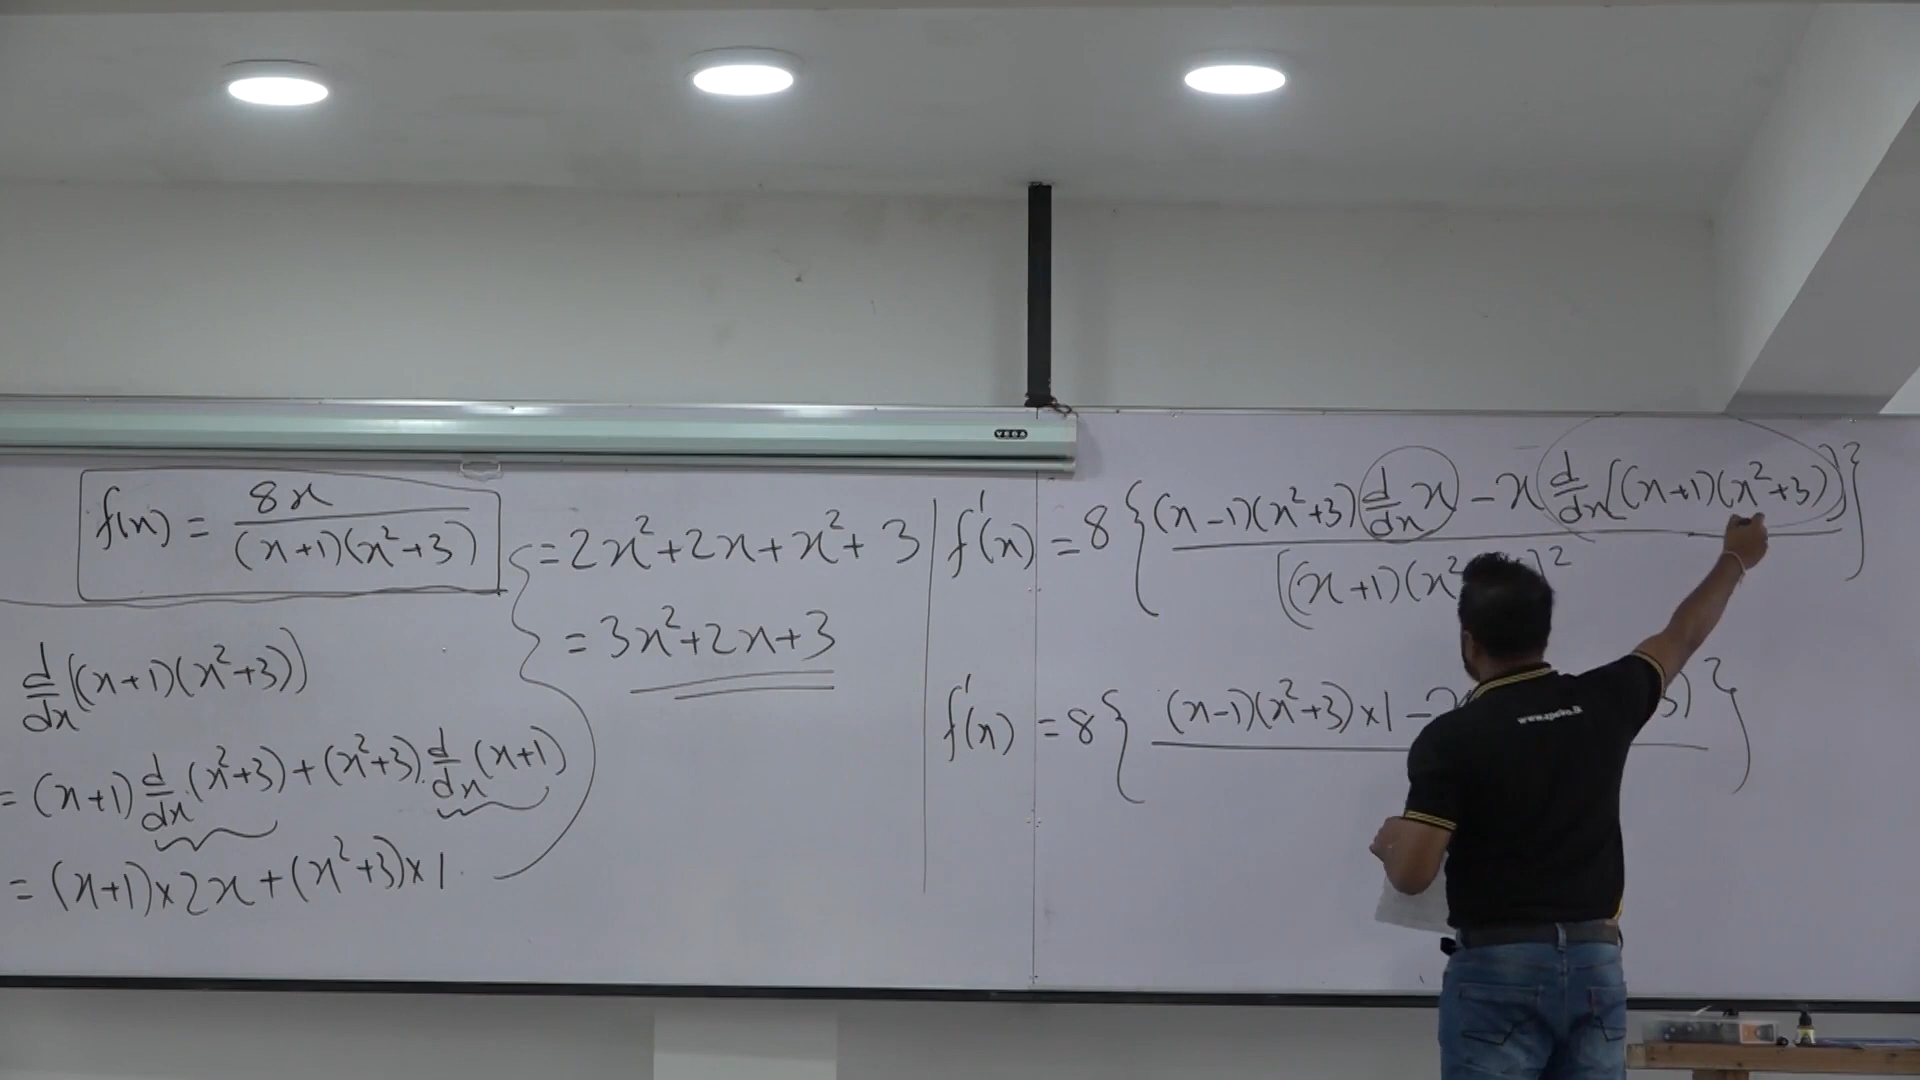 VEGA
f(x) = 8x / (x+1)(x²+3)
d/dx((x+1)(x²+3))
= (x+1) d/dx (x²+3) + (x²+3). d/dx (x+1)
= (x+1)×2x + (x²+3)×1
= 2x²+2x+x²+3
= 3x²+2x+3
f'(x) = 8{ (x-1)(x²+3) d/dx x - x d/dx [(x+1)(x²+3)] / [(x+1)(x² )² }
f'(x) = 8{ (x-1)(x²+3)×1 - 3) }